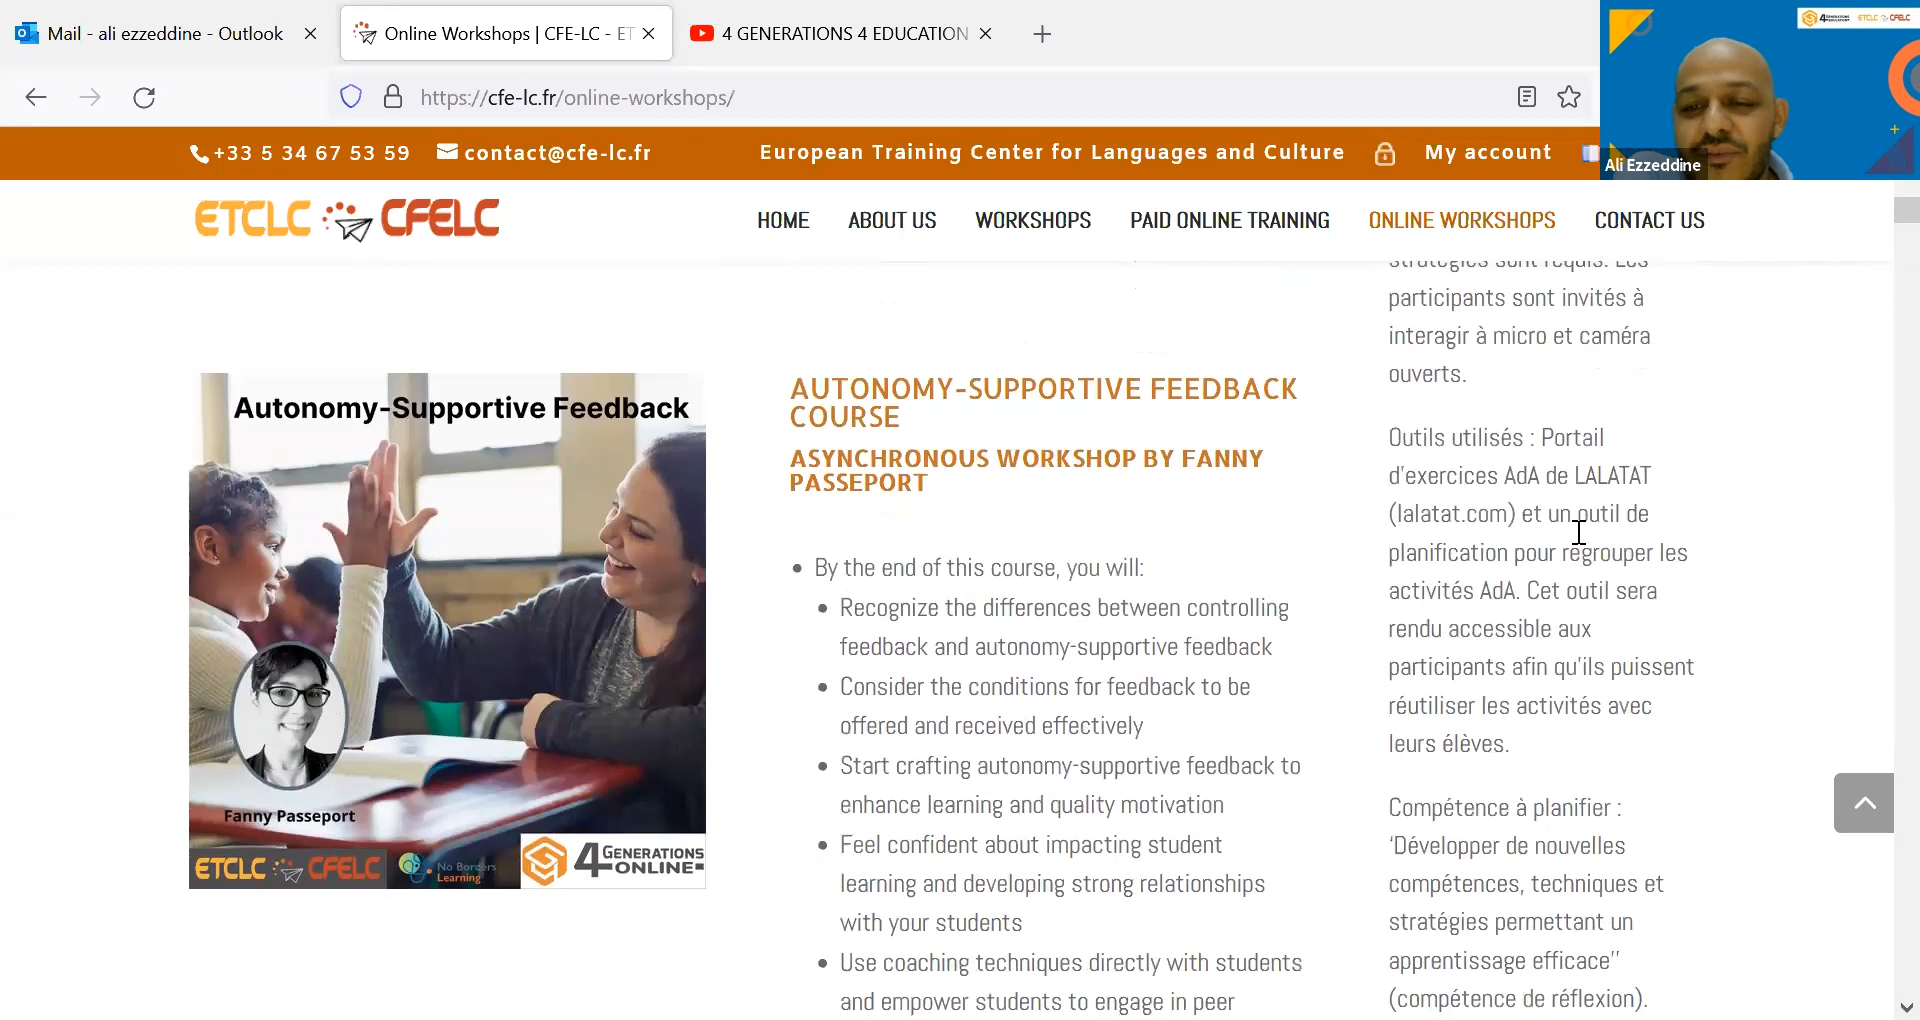 Mail - ali ezzeddine - Outlook
Online Workshops | CFE-LC - ET
4 GENERATIONS 4 EDUCATION
https://cfe-lc.fr/online-workshops/
+33 5 34 67 53 59
contact@cfe-lc.fr
European Training Center for Languages and Culture
My account
Ali Ezzeddine
ETCLC CFELC
HOME
ABOUT US
WORKSHOPS
PAID ONLINE TRAINING
ONLINE WORKSHOPS
CONTACT US
Autonomy-Supportive Feedback
Fanny Passeport
ETCLC CFELC
No Borders
Learning
4 GENERATIONS
ONLINE
AUTONOMY-SUPPORTIVE FEEDBACK
COURSE
ASYNCHRONOUS WORKSHOP BY FANNY
PASSEPORT
By the end of this course, you will:
Recognize the differences between controlling
feedback and autonomy-supportive feedback
Consider the conditions for feedback to be
offered and received effectively
Start crafting autonomy-supportive feedback to
enhance learning and quality motivation
Feel confident about impacting student
learning and developing strong relationships
with your students
Use coaching techniques directly with students
and empower students to engage in peer
stratégies sont requis. Les
participants sont invités à
interagir à micro et caméra
ouverts.
Outils utilisés : Portail
d'exercices AdA de LALATAT
(lalatat.com) et un outil de
planification pour regrouper les
activités AdA. Cet outil sera
rendu accessible aux
participants afin qu'ils puissent
réutiliser les activités avec
leurs élèves.
Compétence à planifier :
'Développer de nouvelles
compétences, techniques et
stratégies permettant un
apprentissage efficace''
(compétence de réflexion).